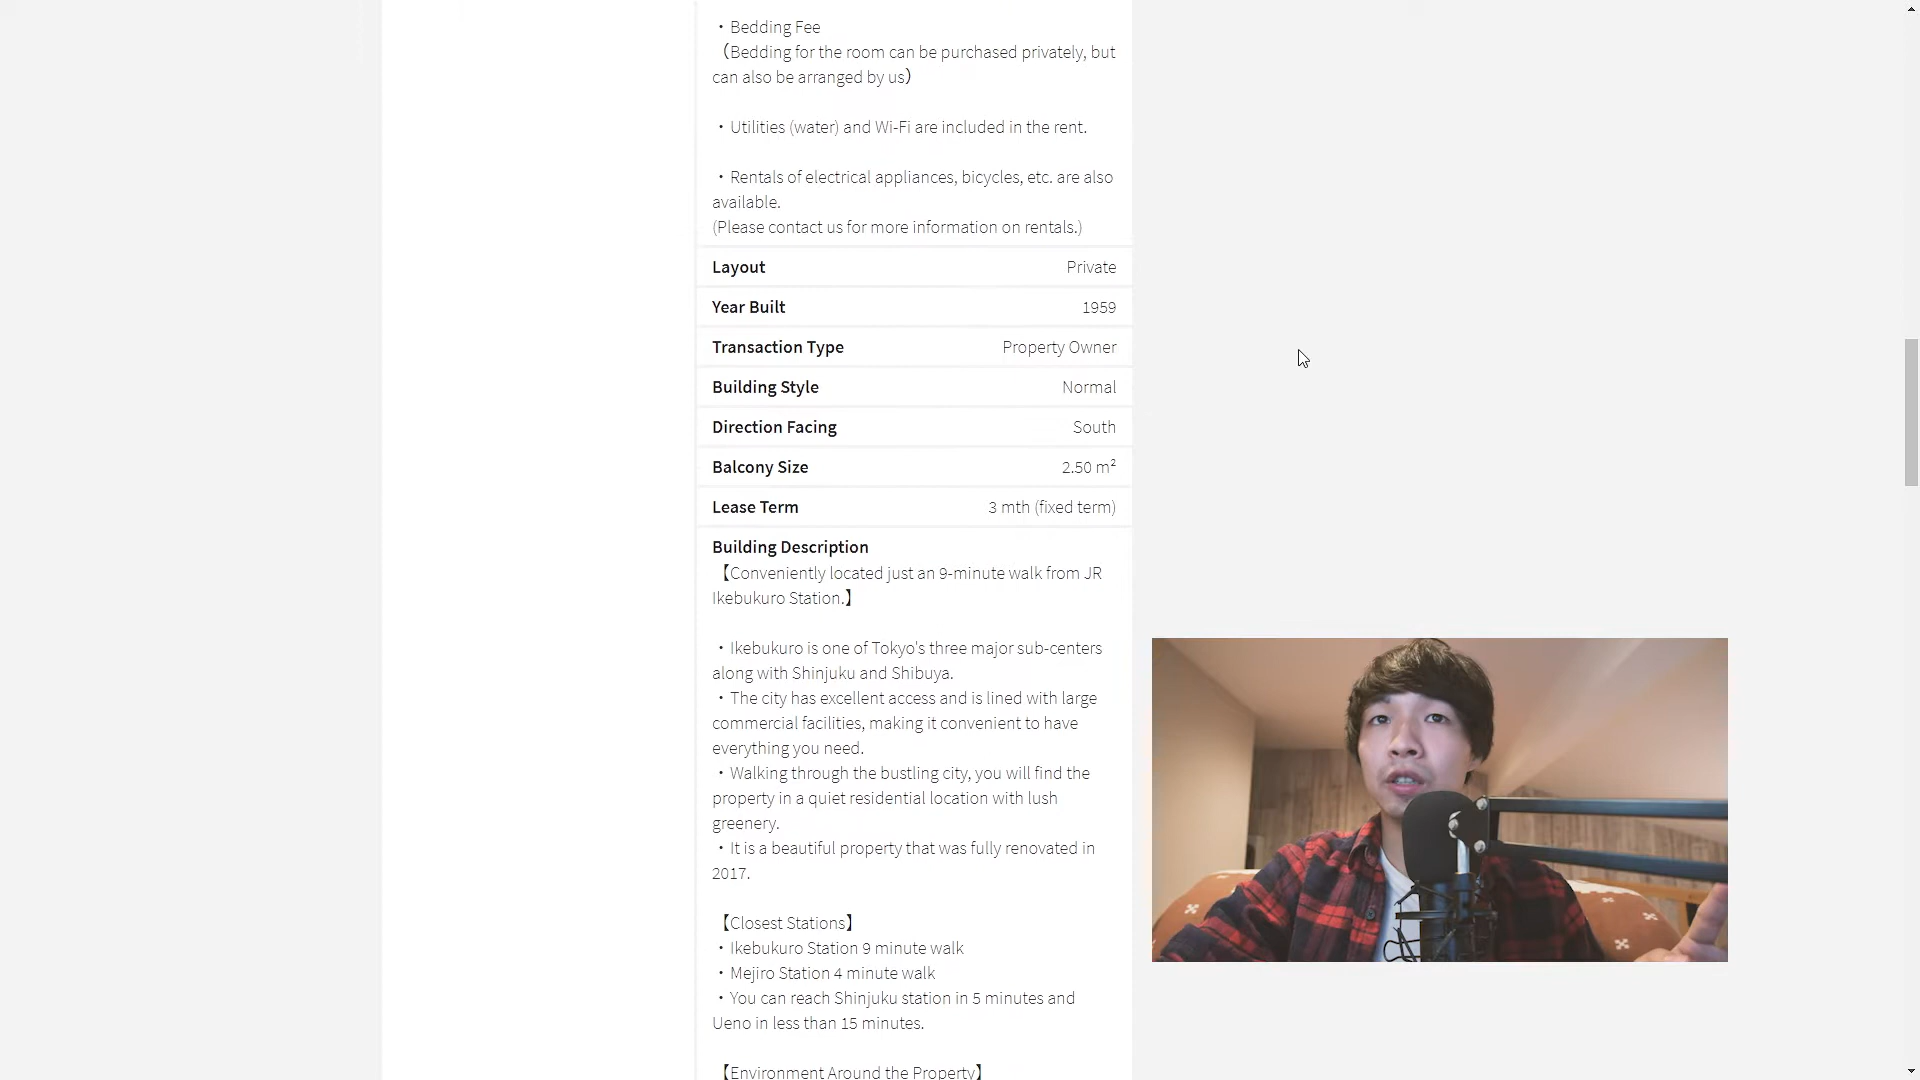 ・Bedding Fee
（Bedding for the room can be purchased privately, but
can also be arranged by us）
・Utilities (water) and Wi-Fi are included in the rent.
・Rentals of electrical appliances, bicycles, etc. are also
available.
(Please contact us for more information on rentals.)
Layout Private
Year Built 1959
Transaction Type Property Owner
Building Style Normal
Direction Facing South
Balcony Size 2.50 m²
Lease Term 3 mth (fixed term)
Building Description
【Conveniently located just an 9-minute walk from JR
Ikebukuro Station.】
・Ikebukuro is one of Tokyo's three major sub-centers
along with Shinjuku and Shibuya.
・The city has excellent access and is lined with large
commercial facilities, making it convenient to have
everything you need.
・Walking through the bustling city, you will find the
property in a quiet residential location with lush
greenery.
・It is a beautiful property that was fully renovated in
2017.
【Closest Stations】
・Ikebukuro Station 9 minute walk
・Mejiro Station 4 minute walk
・You can reach Shinjuku station in 5 minutes and
Ueno in less than 15 minutes.
【Environment Around the Property】